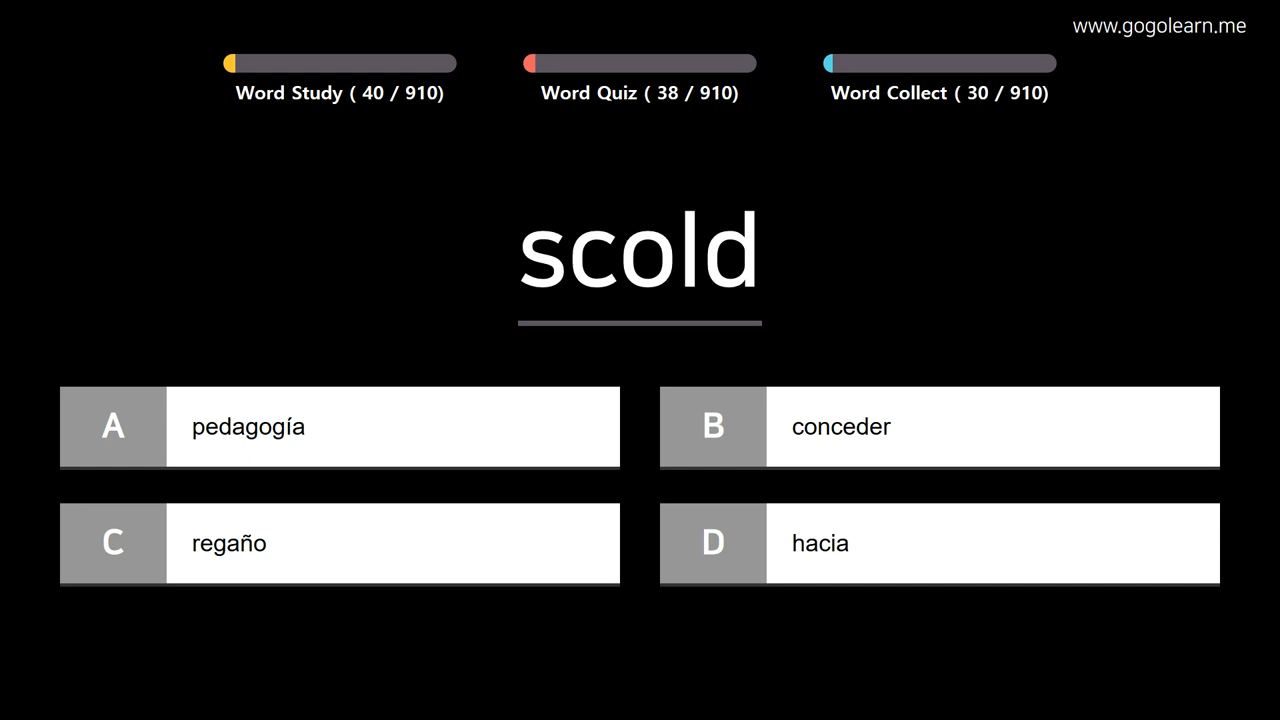 www.gogolearn.me
Word Study ( 40 / 910)
Word Quiz ( 38 / 910)
Word Collect ( 30 / 910)
scold
A pedagogía
B conceder
C regaño
D hacia